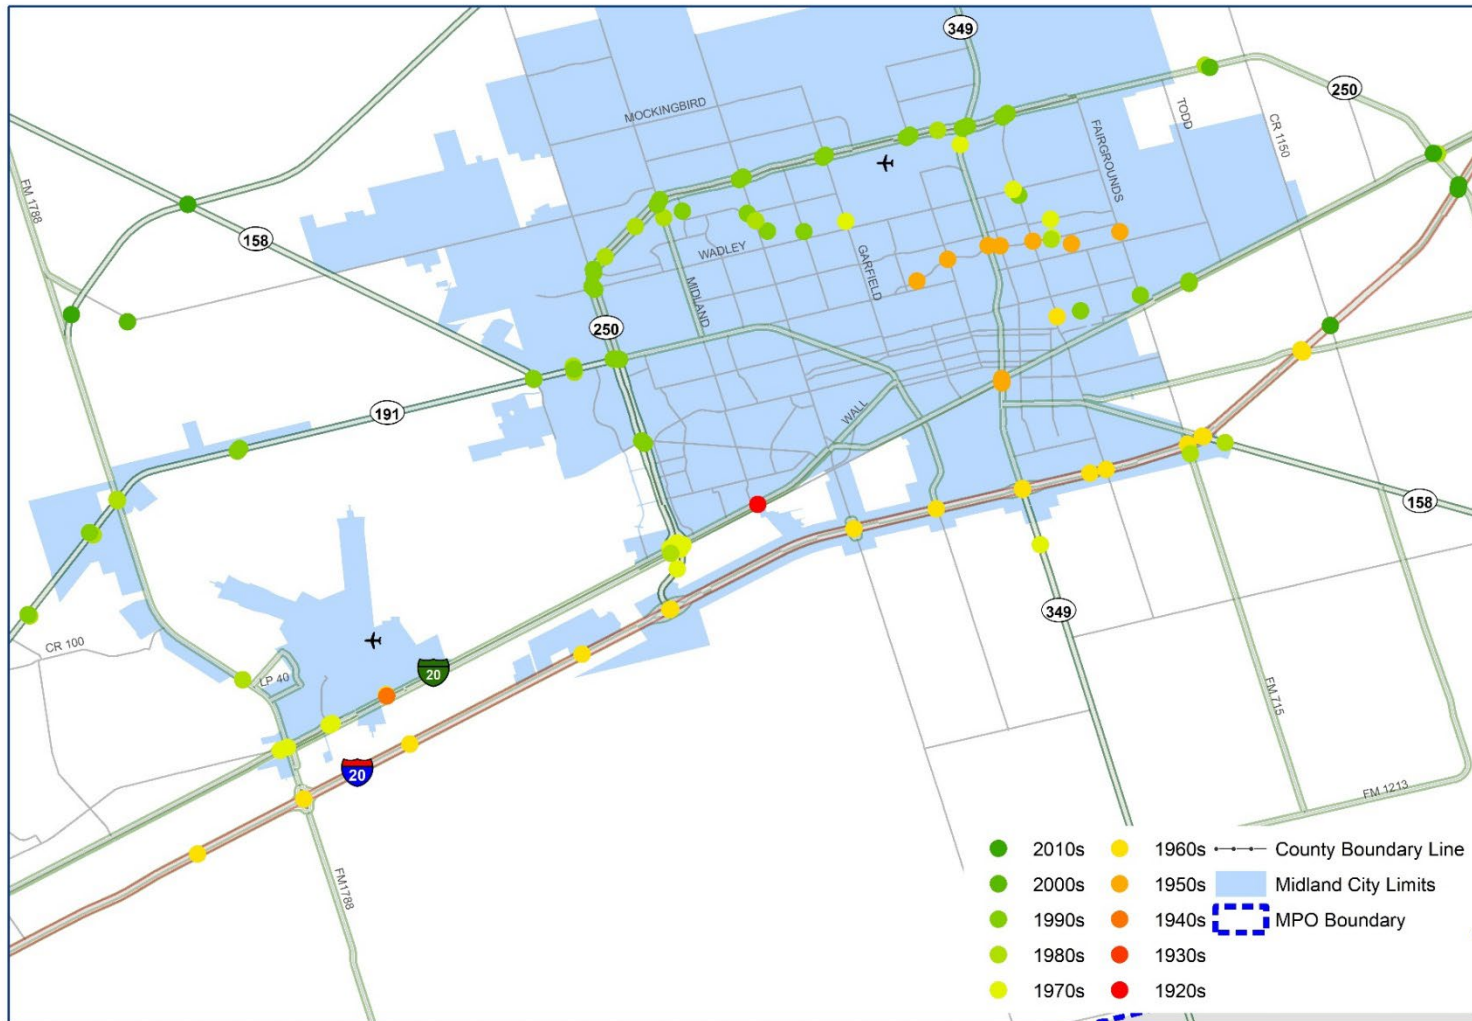 349
MOCKINGBIRD
250
TODD
FAIRGROUNDS
CR 1150
FM 1788
158
WADLEY
GARFIELD
MIDLAND
250
191
WALL
158
349
CR 100
LP 40
20
20
FM 715
FM 1213
FM1788
2010s
1960s
County Boundary Line
2000s
1950s
Midland City Limits
1990s
1940s
MPO Boundary
1980s
1930s
1970s
1920s